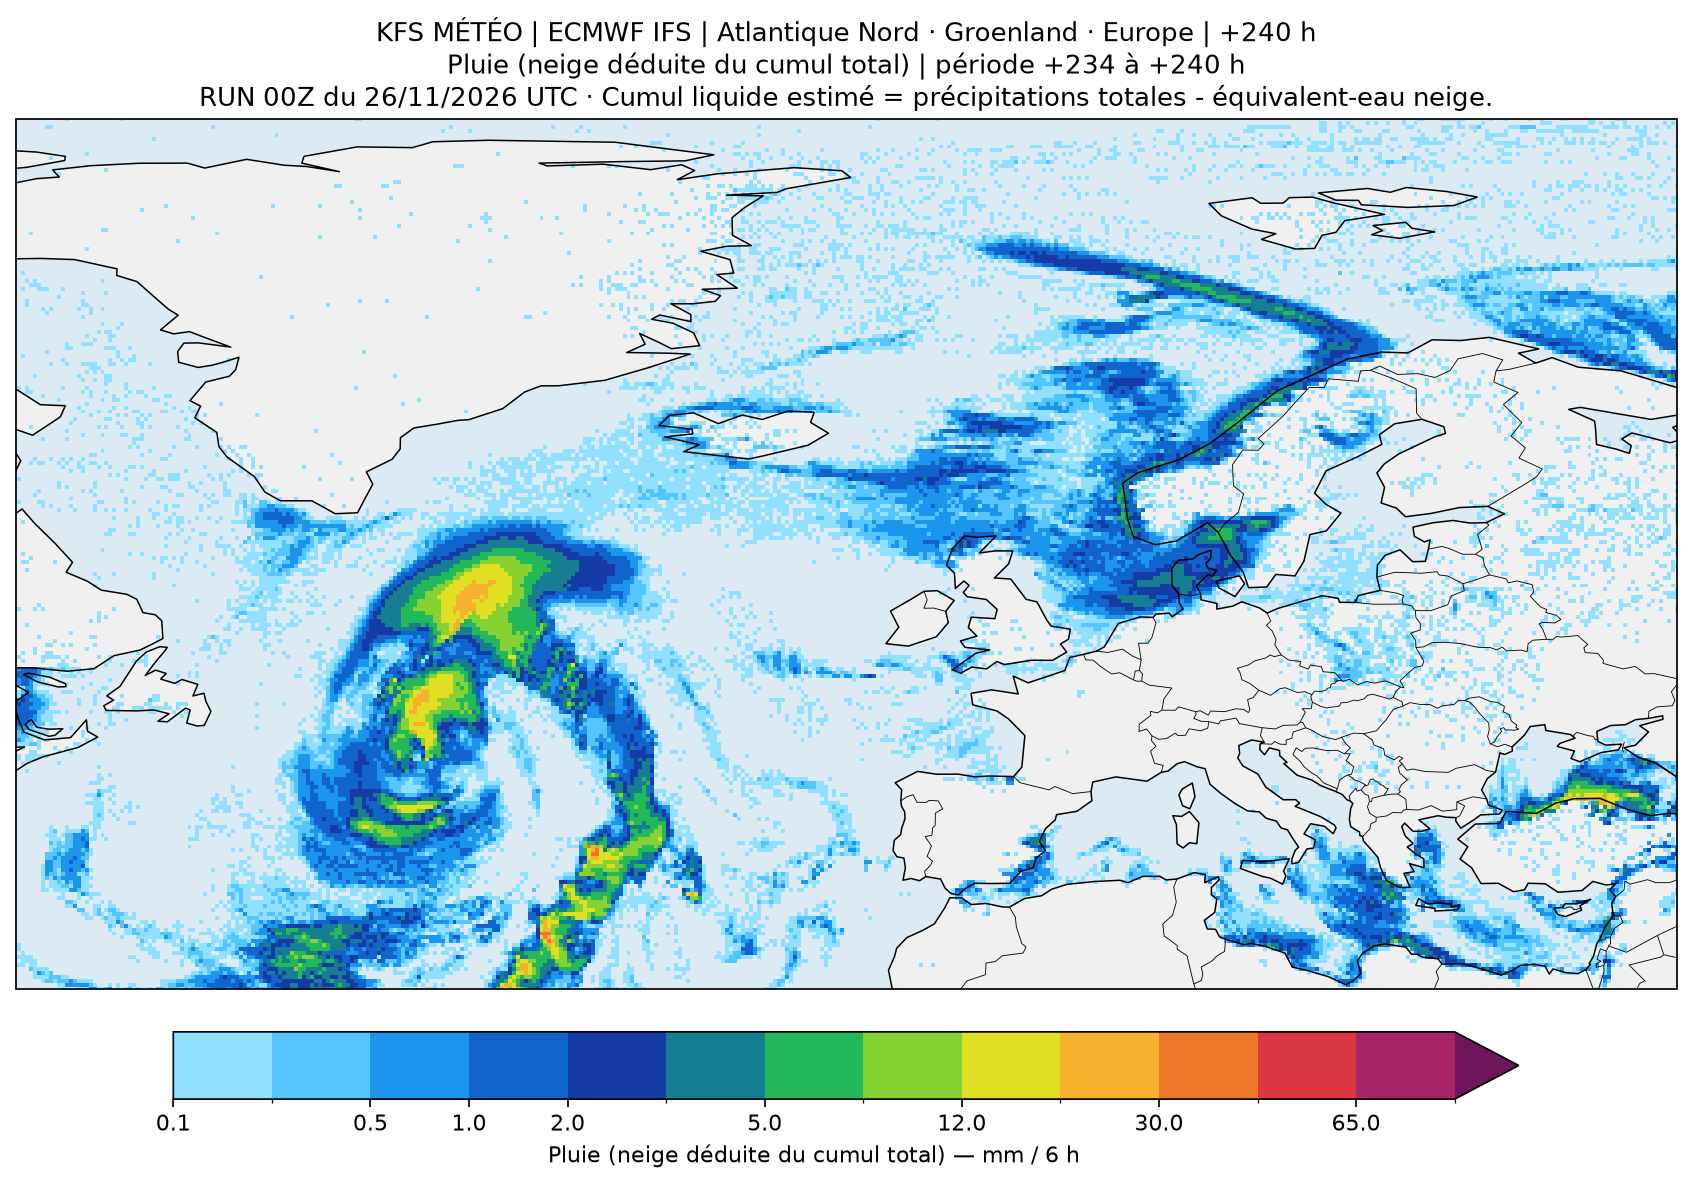 KFS MÉTÉO | ECMWF IFS | Atlantique Nord · Groenland · Europe | +240 h
Pluie (neige déduite du cumul total) | période +234 à +240 h
RUN 00Z du 26/11/2026 UTC · Cumul liquide estimé = précipitations totales - équivalent-eau neige.
0.1 0.5 1.0 2.0 5.0 12.0 30.0 65.0
Pluie (neige déduite du cumul total) — mm / 6 h